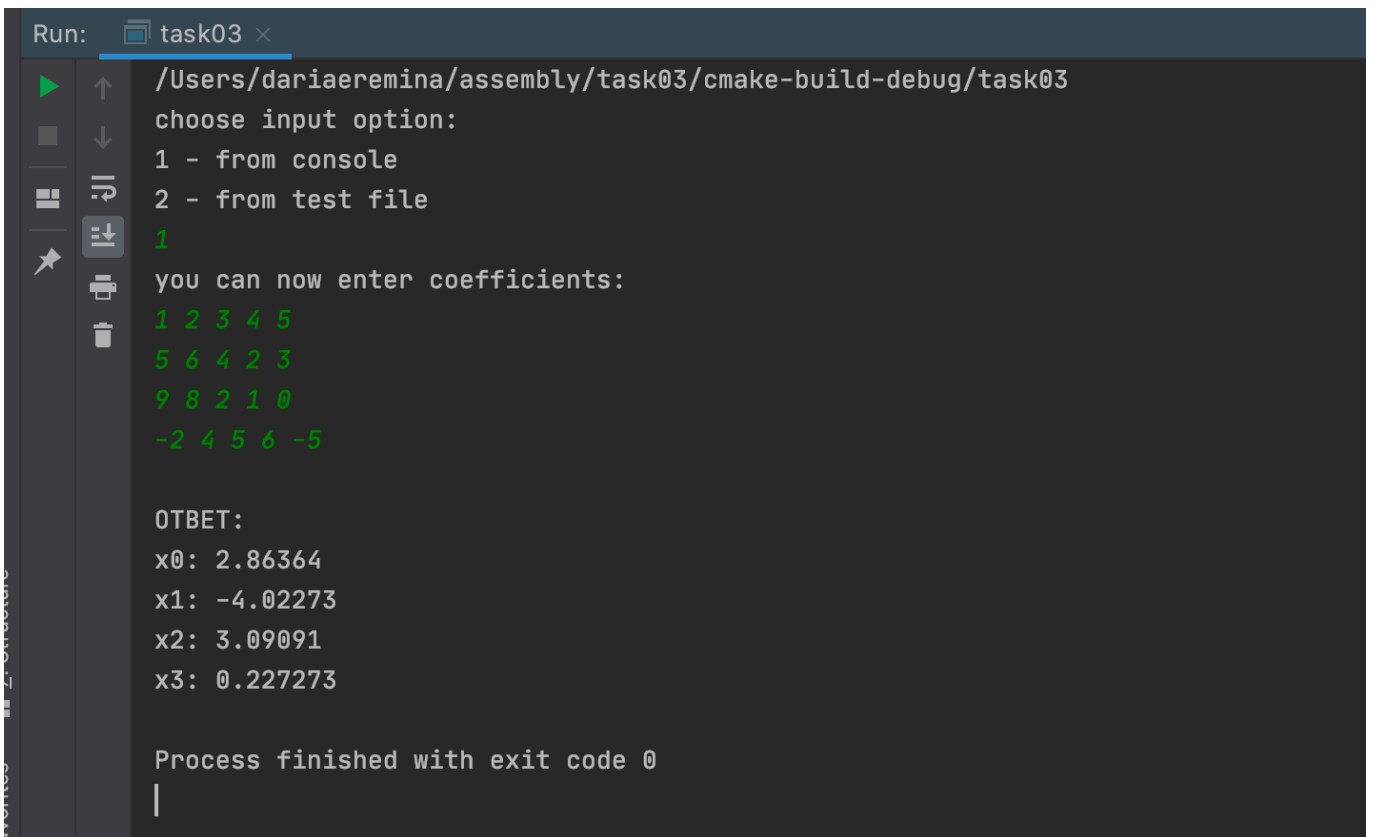 Run: task03
/Users/dariaeremina/assembly/task03/cmake-build-debug/task03
choose input option:
1 - from console
2 - from test file
1
you can now enter coefficients:
1 2 3 4 5
5 6 4 2 3
9 8 2 1 0
-2 4 5 6 -5
ОТВЕТ:
x0: 2.86364
x1: -4.02273
x2: 3.09091
x3: 0.227273
Process finished with exit code 0